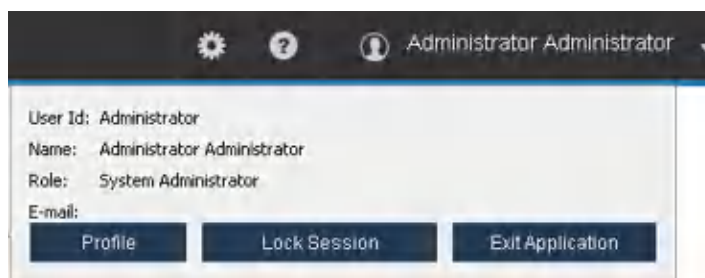 Administrator Administrator
User Id: Administrator
Name: Administrator Administrator
Role: System Administrator
E-mail:
Profile Lock Session Exit Application